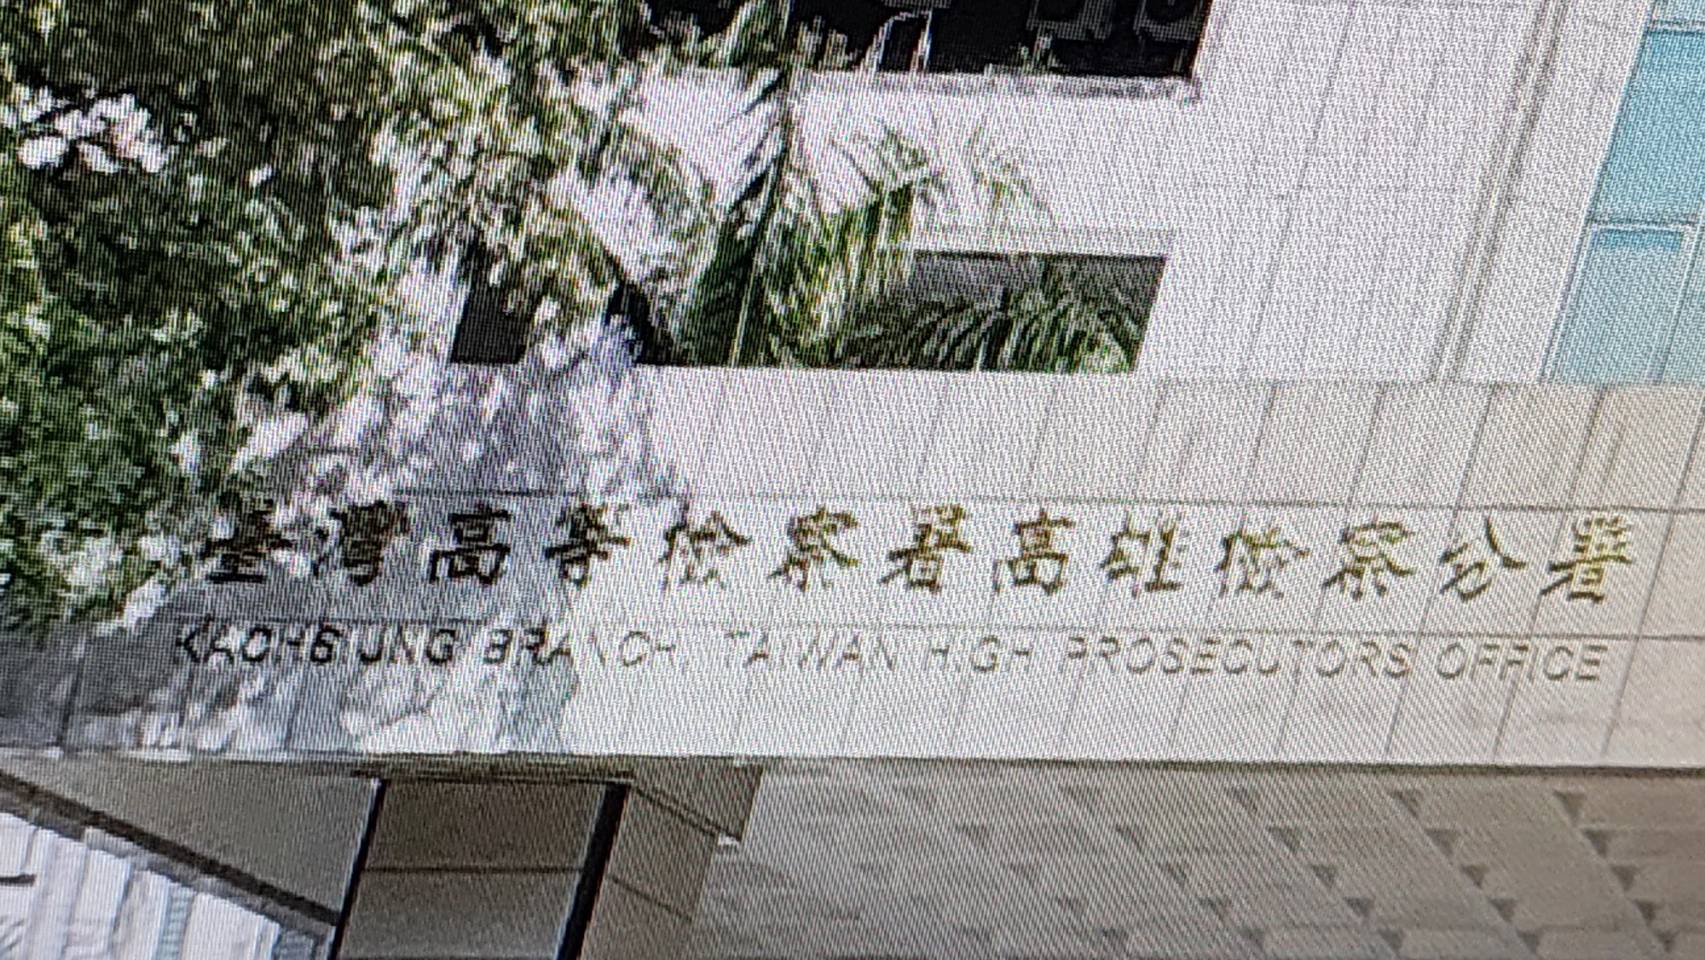 臺灣高等檢察署高雄檢察分署
KAOHSIUNG BRANCH, TAIWAN HIGH PROSECUTORS OFFICE